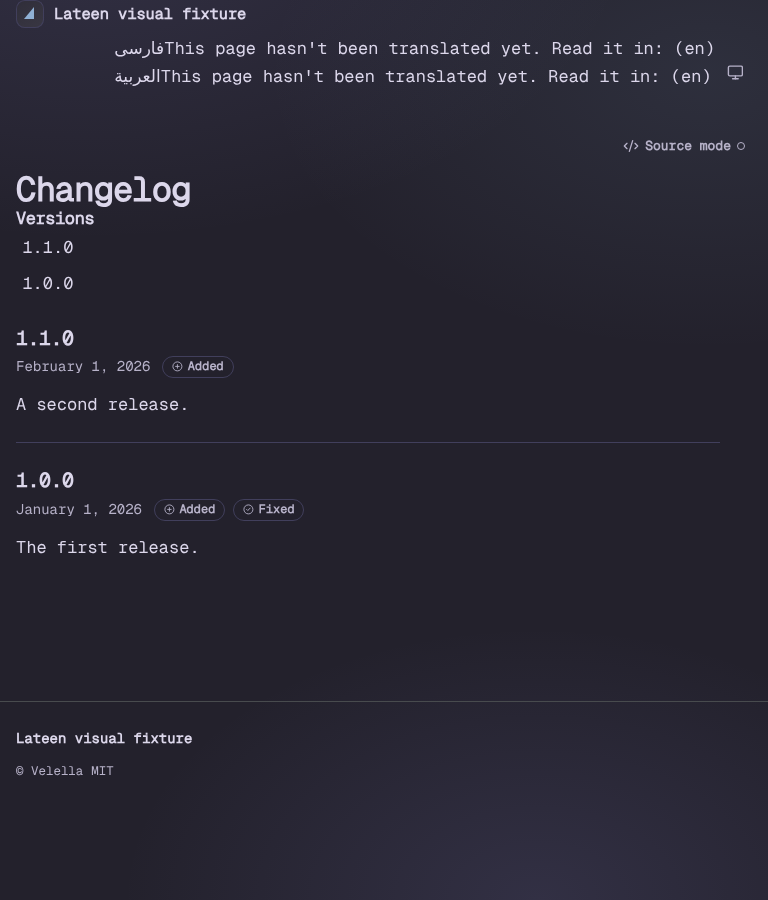 Lateen visual fixture
فارسیThis page hasn't been translated yet. Read it in: (en)
العربيةThis page hasn't been translated yet. Read it in: (en)
Source mode
Changelog
Versions
1.1.0
1.0.0
1.1.0
February 1, 2026 Added
A second release.
1.0.0
January 1, 2026 Added Fixed
The first release.
Lateen visual fixture
© Velella MIT